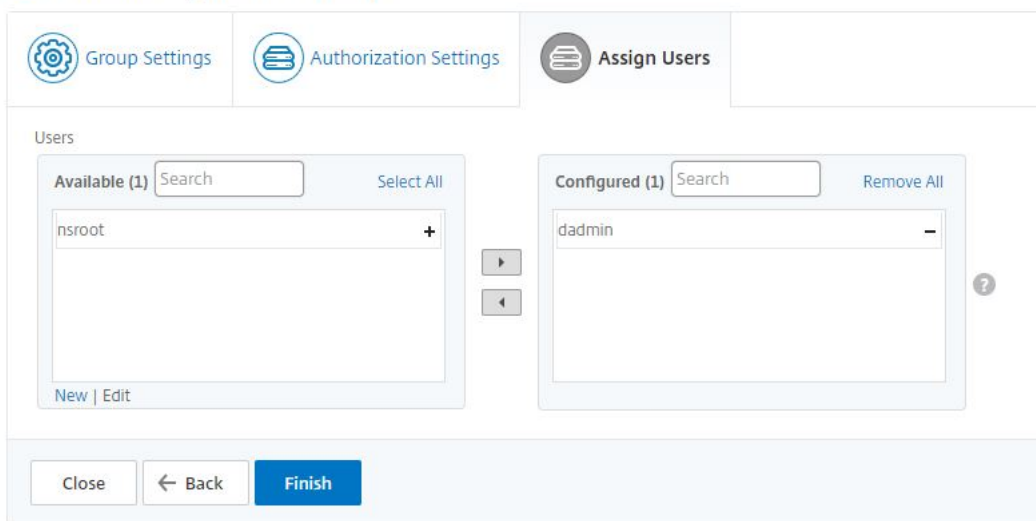 Group Settings
Authorization Settings
Assign Users
Users
Available (1) Search Select All
nsroot +
New | Edit
Configured (1) Search Remove All
dadmin −
?
Close
← Back
Finish